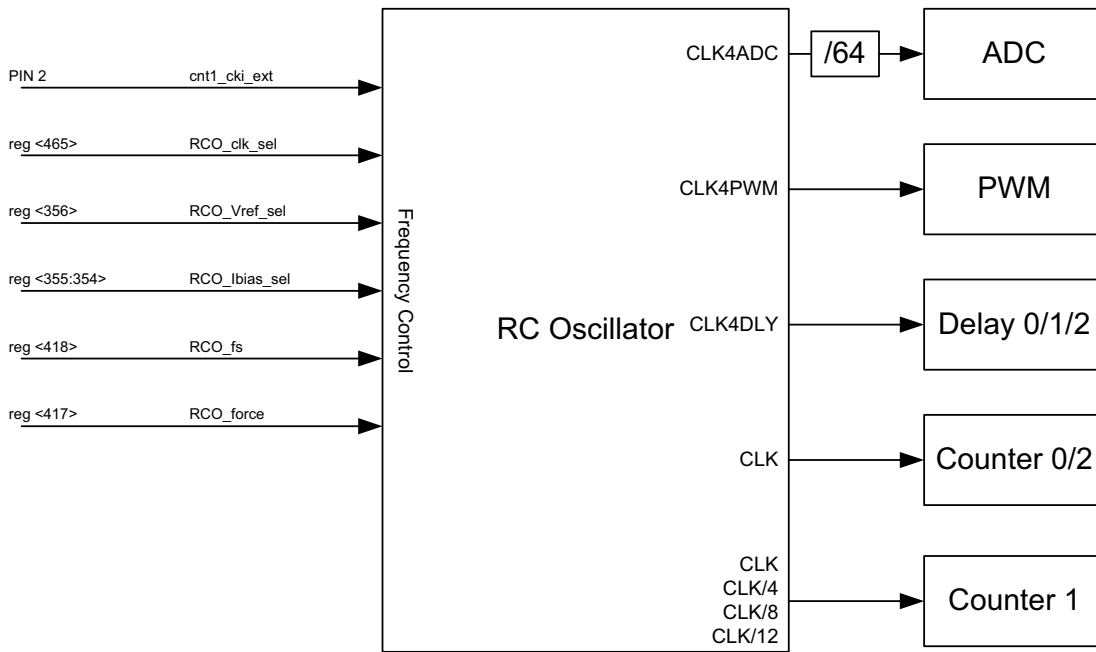 CLK4ADC
/64
ADC
PIN 2 cnt1_cki_ext
reg <465> RCO_clk_sel
CLK4PWM
PWM
reg <356> RCO_Vref_sel
Frequency Control
reg <355:354> RCO_Ibias_sel
RC Oscillator
CLK4DLY
Delay 0/1/2
reg <418> RCO_fs
reg <417> RCO_force
CLK
Counter 0/2
CLK
CLK/4
CLK/8
CLK/12
Counter 1